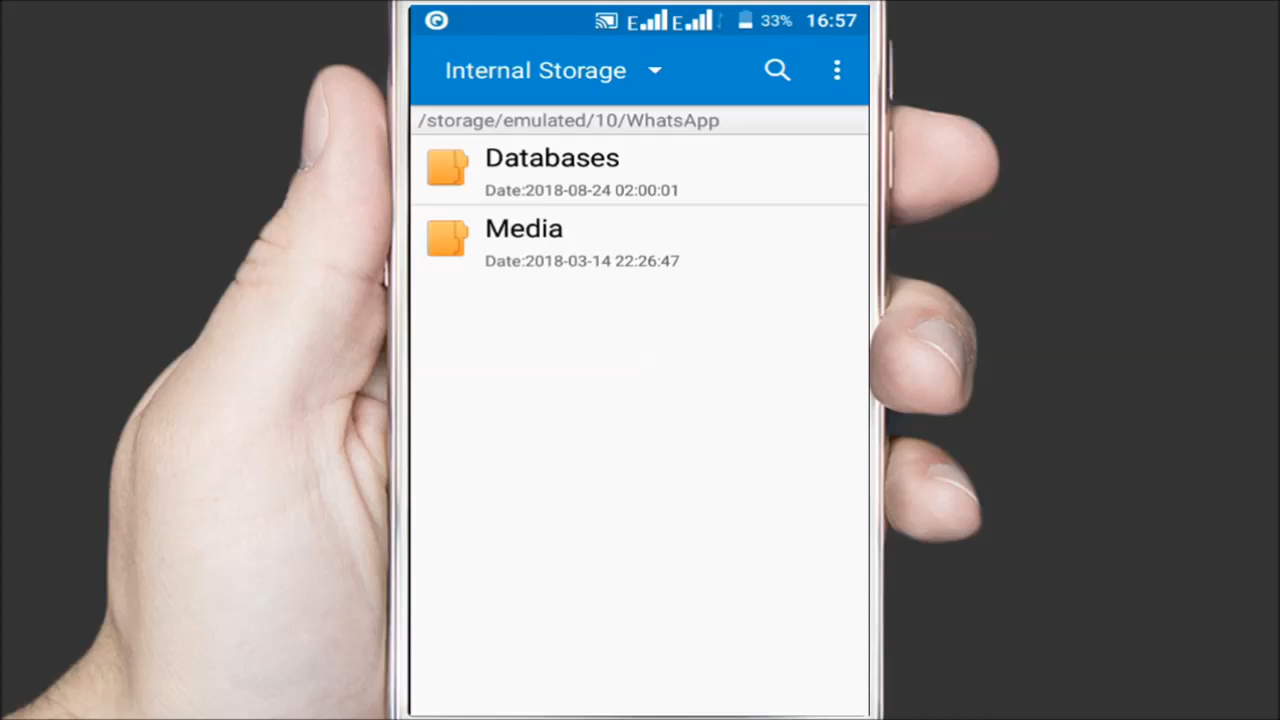 E E 33% 16:57
Internal Storage
/storage/emulated/10/WhatsApp
Databases
Date:2018-08-24 02:00:01
Media
Date:2018-03-14 22:26:47